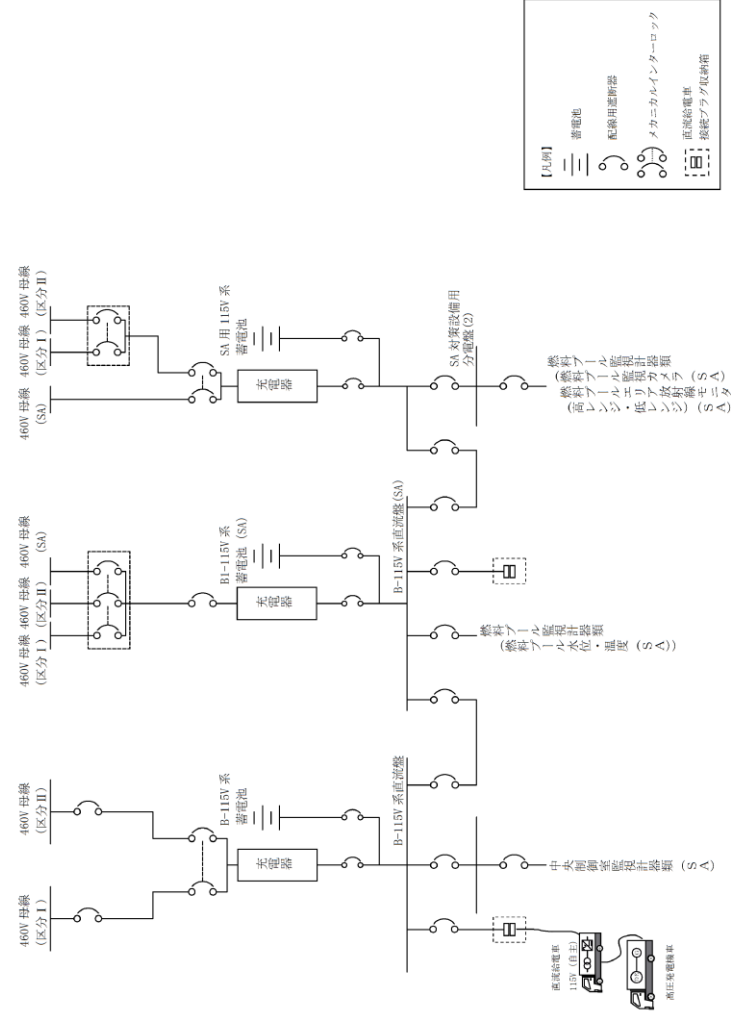 【凡例】
蓄電池
配線用遮断器
メカニカルインターロック
直流給電車
接続プラグ収納箱
460V 母線
(SA)
460V 母線
(区分Ⅰ)
460V 母線
(区分Ⅱ)
SA 用 115V 系
蓄電池
充電器
SA 対策設備用
分電盤(2)
燃料プール監視計器類
(燃料プール監視カメラ(SA)
燃料プールエリア放射線モニタ
(高レンジ・低レンジ)(SA)
460V 母線
(区分Ⅰ)
460V 母線
(区分Ⅱ)
460V 母線
(SA)
B1-115V 系
蓄電池 (SA)
充電器
B-115V 系直流盤(SA)
燃料プール監視計器類
(燃料プール水位・温度(SA))
460V 母線
(区分Ⅰ)
460V 母線
(区分Ⅱ)
B-115V 系
蓄電池
充電器
B-115V 系直流盤
中央制御室監視計器類(SA)
直流給電車
115V(自主)
高圧発電機車